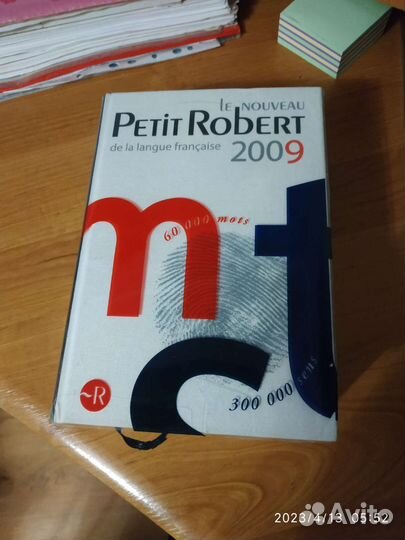 LE NOUVEAU
PETIT ROBERT
de la langue française 2009
60 000 mots
m
t
s
300 000 sens
~R
2023/4/13 05:52
Avito